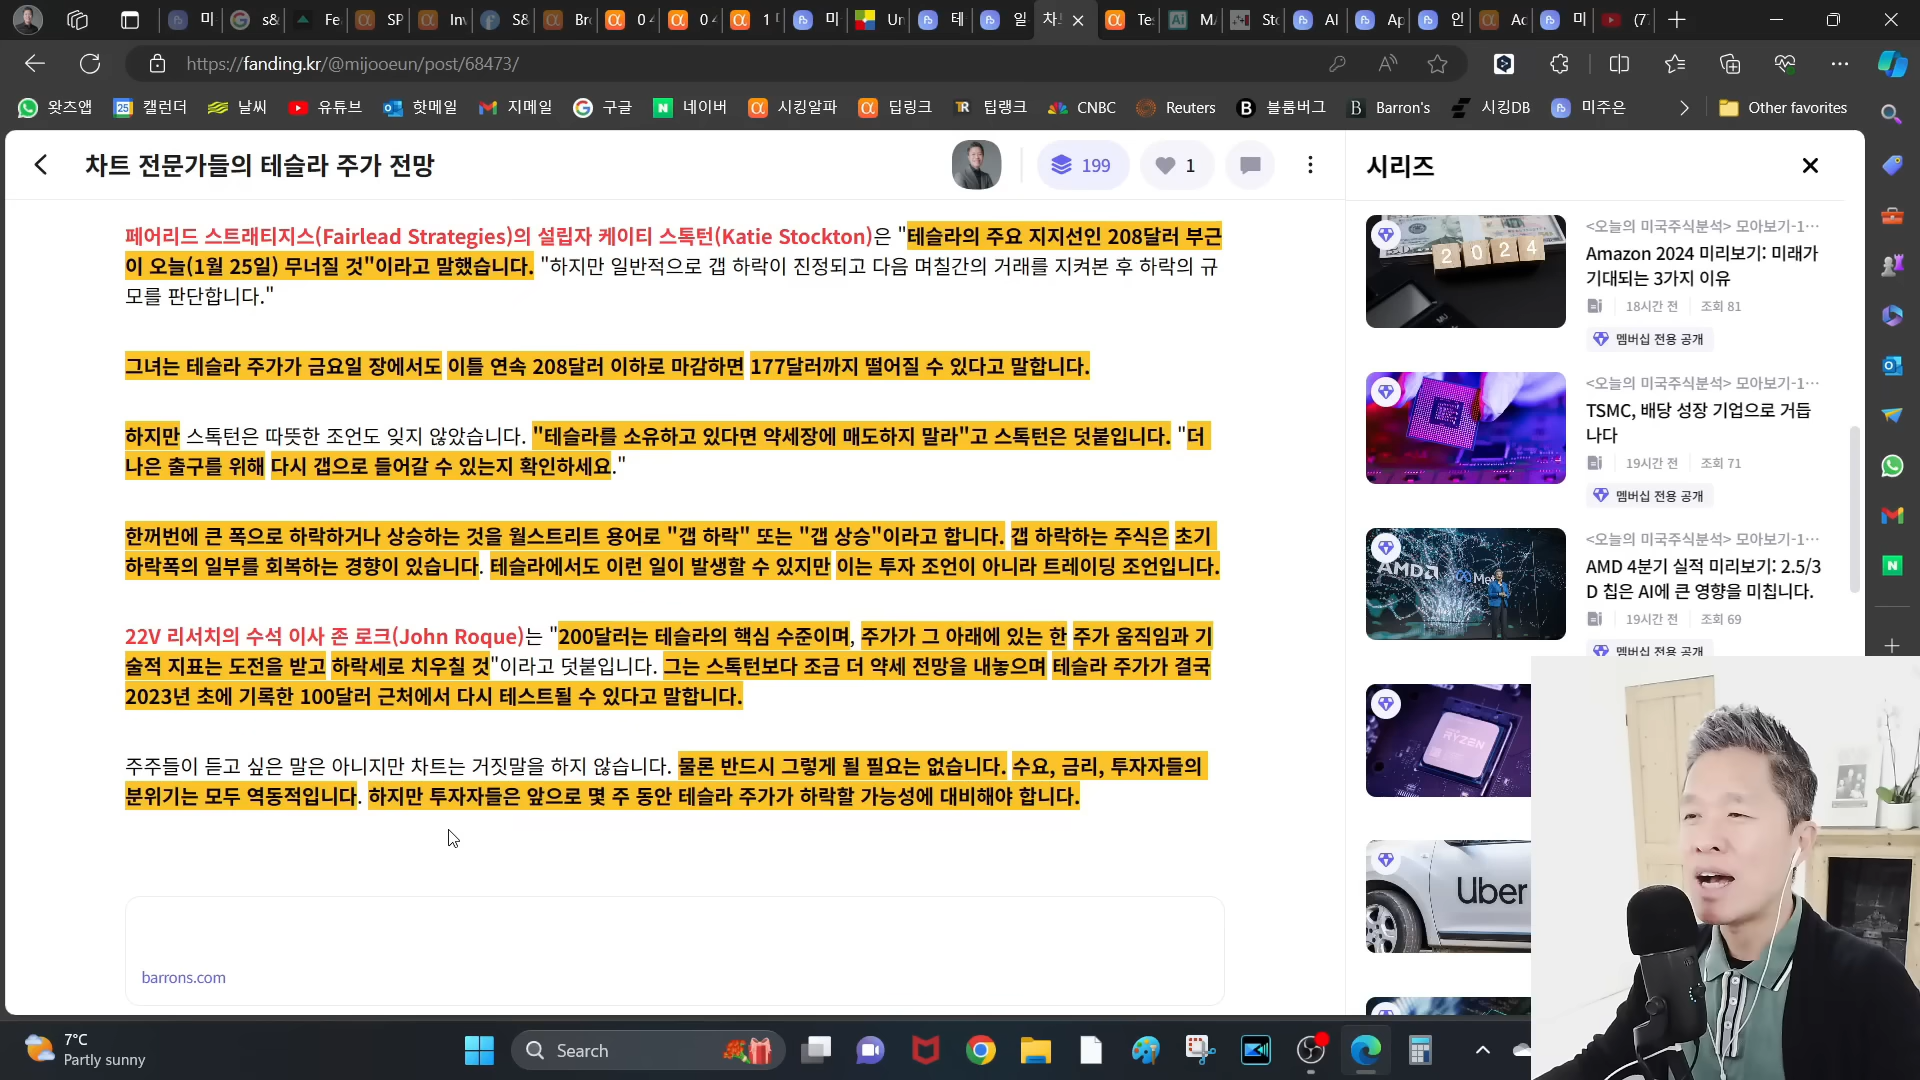 미
s&
Fe
SP
In
S&
Br
0 4
0 4
1
미
Un
테
일
차
Te
M
Sto
AI
Ap
인
Ac
미
(7
https://fanding.kr/@mijooeun/post/68473/
왓츠앱
캘린더
날씨
유튜브
핫메일
지메일
구글
네이버
시킹알파
딥링크
팁랭크
CNBC
Reuters
블룸버그
Barron's
시킹DB
미주은
Other favorites
차트 전문가들의 테슬라 주가 전망
199
1
페어리드 스트래티지스(Fairlead Strategies)의 설립자 케이티 스톡턴(Katie Stockton)은 "테슬라의 주요 지지선인 208달러 부근
이 오늘(1월 25일) 무너질 것"이라고 말했습니다. "하지만 일반적으로 갭 하락이 진정되고 다음 며칠간의 거래를 지켜본 후 하락의 규
모를 판단합니다."
그녀는 테슬라 주가가 금요일 장에서도 이틀 연속 208달러 이하로 마감하면 177달러까지 떨어질 수 있다고 말합니다.
하지만 스톡턴은 따뜻한 조언도 잊지 않았습니다. "테슬라를 소유하고 있다면 약세장에 매도하지 말라"고 스톡턴은 덧붙입니다. "더
나은 출구를 위해 다시 갭으로 들어갈 수 있는지 확인하세요."
한꺼번에 큰 폭으로 하락하거나 상승하는 것을 월스트리트 용어로 "갭 하락" 또는 "갭 상승"이라고 합니다. 갭 하락하는 주식은 초기
하락폭의 일부를 회복하는 경향이 있습니다. 테슬라에서도 이런 일이 발생할 수 있지만 이는 투자 조언이 아니라 트레이딩 조언입니다.
22V 리서치의 수석 이사 존 로크(John Roque)는 "200달러는 테슬라의 핵심 수준이며, 주가가 그 아래에 있는 한 주가 움직임과 기
술적 지표는 도전을 받고 하락세로 치우칠 것"이라고 덧붙입니다. 그는 스톡턴보다 조금 더 약세 전망을 내놓으며 테슬라 주가가 결국
2023년 초에 기록한 100달러 근처에서 다시 테스트될 수 있다고 말합니다.
주주들이 듣고 싶은 말은 아니지만 차트는 거짓말을 하지 않습니다. 물론 반드시 그렇게 될 필요는 없습니다. 수요, 금리, 투자자들의
분위기는 모두 역동적입니다. 하지만 투자자들은 앞으로 몇 주 동안 테슬라 주가가 하락할 가능성에 대비해야 합니다.
barrons.com
시리즈
2024
<오늘의 미국주식분석> 모아보기-1…
Amazon 2024 미리보기: 미래가
기대되는 3가지 이유
18시간 전
조회 81
멤버십 전용 공개
<오늘의 미국주식분석> 모아보기-1…
TSMC, 배당 성장 기업으로 거듭
나다
19시간 전
조회 71
멤버십 전용 공개
AMD
Met
<오늘의 미국주식분석> 모아보기-1…
AMD 4분기 실적 미리보기: 2.5/3
D 칩은 AI에 큰 영향을 미칩니다.
19시간 전
조회 69
멤버십 전용 공개
RYZEN
Uber
7°C
Partly sunny
Search